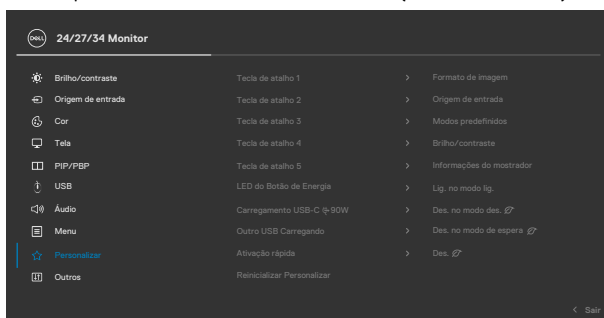 DELL 24/27/34 Monitor
Brilho/contraste Tecla de atalho 1 > Formato de imagem
Origem de entrada Tecla de atalho 2 > Origem de entrada
Cor Tecla de atalho 3 > Modos predefinidos
Tela Tecla de atalho 4 > Brilho/contraste
PIP/PBP Tecla de atalho 5 > Informações do mostrador
USB LED do Botão de Energia > Lig. no modo lig.
Áudio Carregamento USB-C 90W > Des. no modo des.
Menu Outro USB Carregando > Des. no modo de espera
Personalizar Ativação rápida > Des.
Outros Reinicializar Personalizar
< Sair